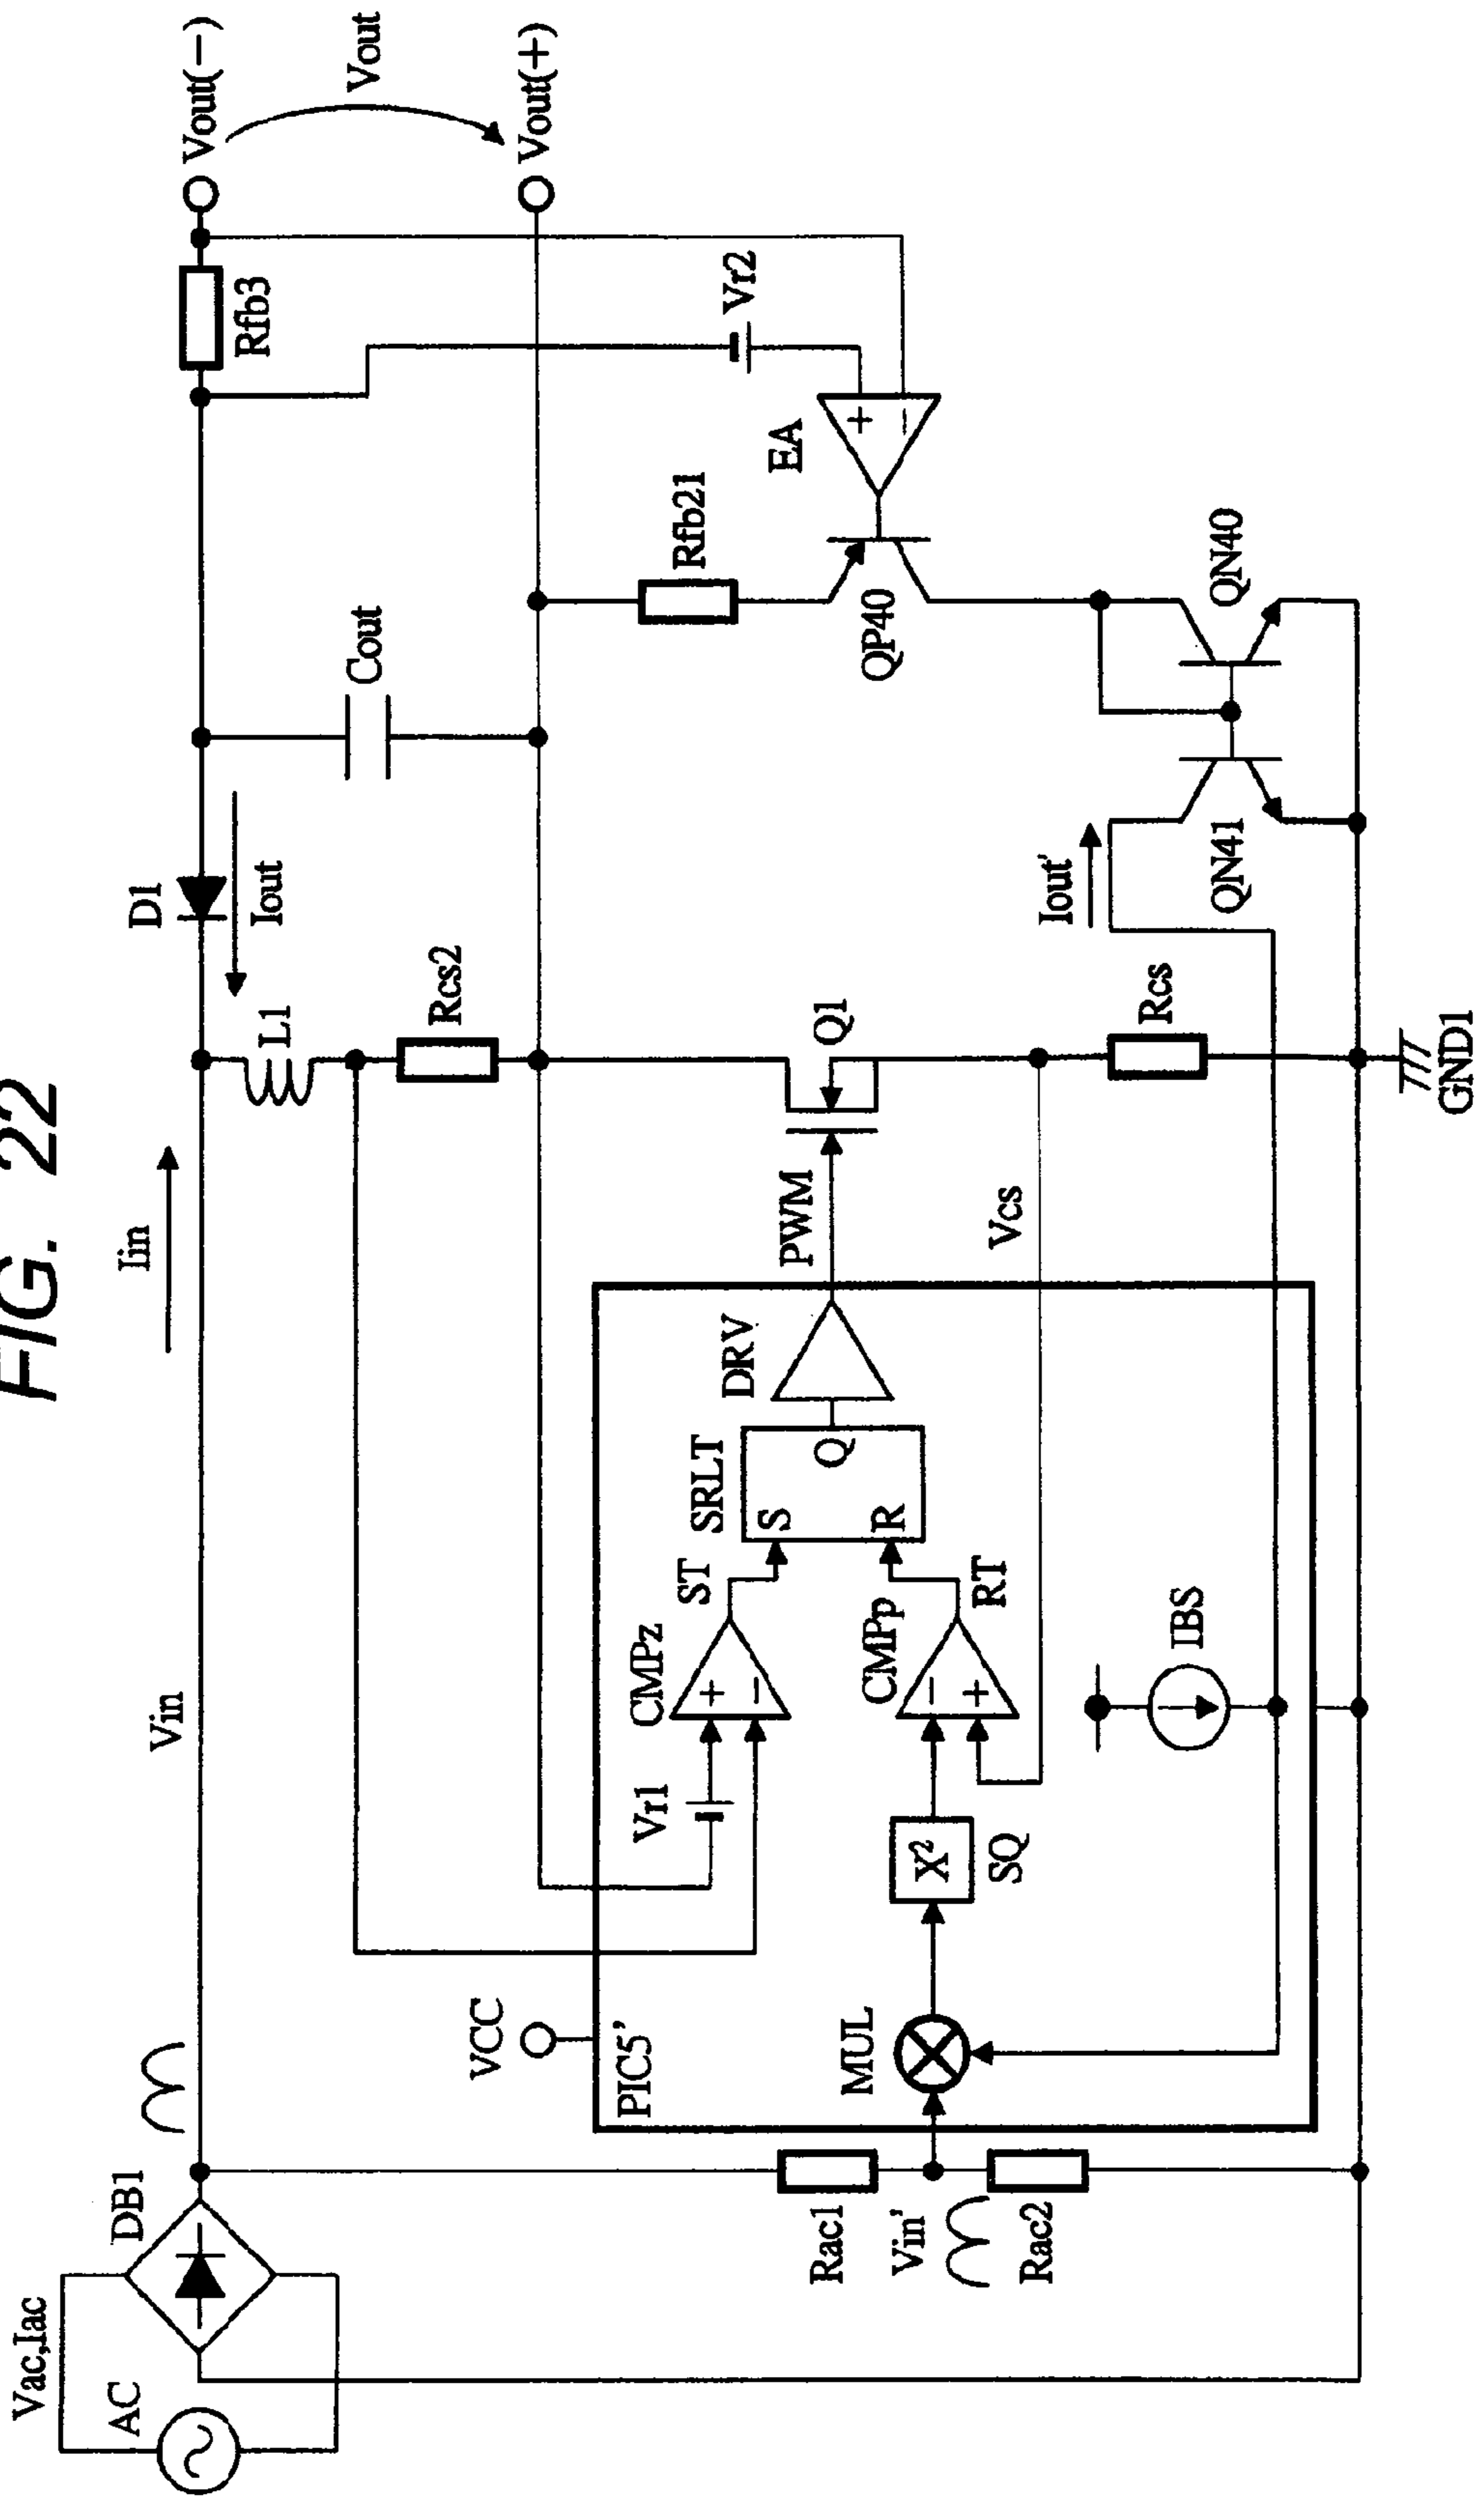 FIG. 22
Vac,Iac
AC
DB1
Vin
Iin
D1
Iout
L1
Rcs2
Cout
Rfb3
Vout(−)
Vout
Vout(+)
VCC
PIC5'
Vr1
CMPz
+
−
ST
SRLT
S
R
Q
DRV
PWM
Q1
Rfb21
QP40
EA
+
−
Vr2
Rac1
Vin'
Rac2
MUL
X²
SQ
CMPp
−
+
RT
Vcs
IBS
Rcs
Iout'
QN41
QN40
GND1